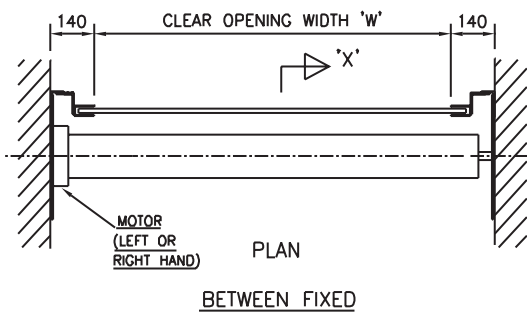 140 CLEAR OPENING WIDTH 'W' 140
'X'
MOTOR
(LEFT OR
RIGHT HAND)
PLAN
BETWEEN FIXED